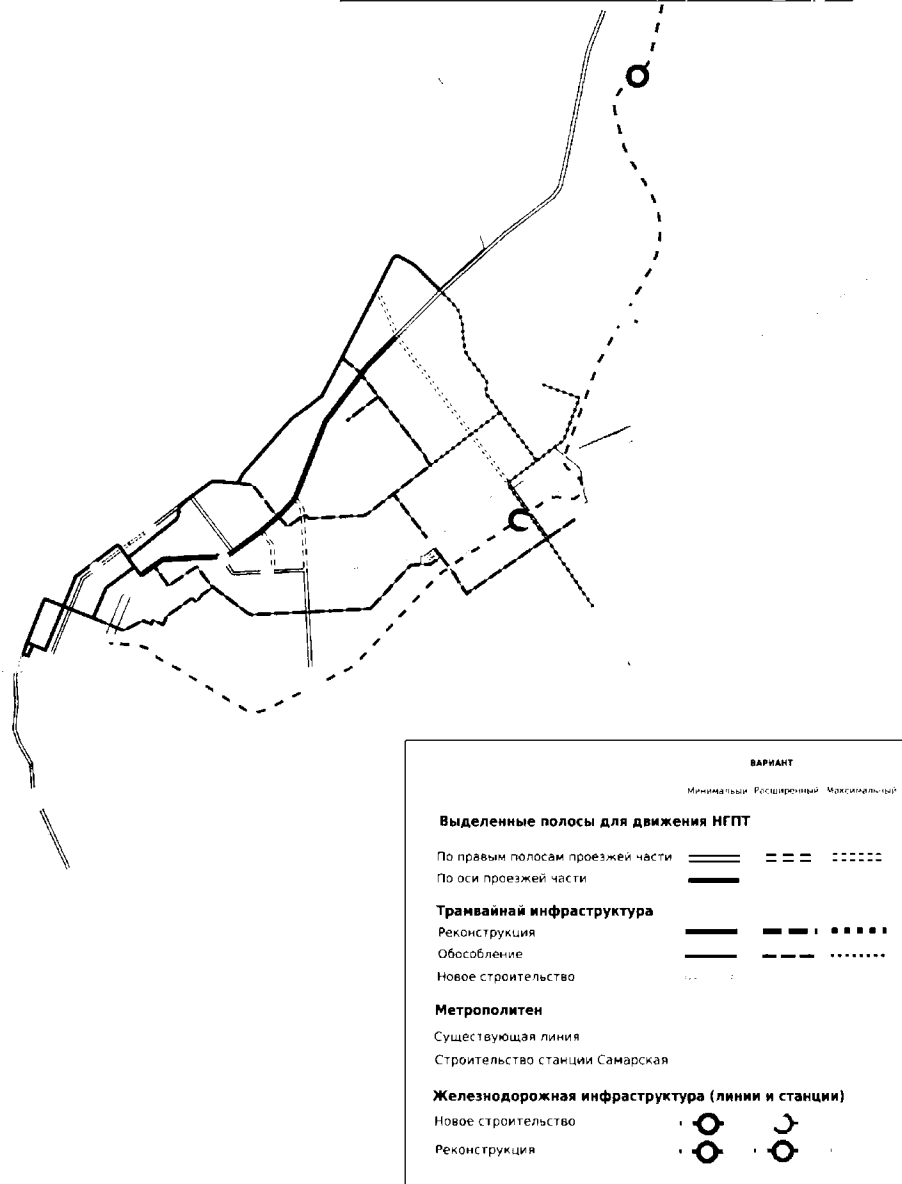 ВАРИАНТ
Минимальный Расширенный Максимальный
Выделенные полосы для движения НГПТ
По правым полосам проезжей части
По оси проезжей части
Трамвайнай инфраструктура
Реконструкция
Обособление
Новое строительство
Метрополитен
Существующая линия
Строительство станции Самарская
Железнодорожная инфраструктура (линии и станции)
Новое строительство
Реконструкция